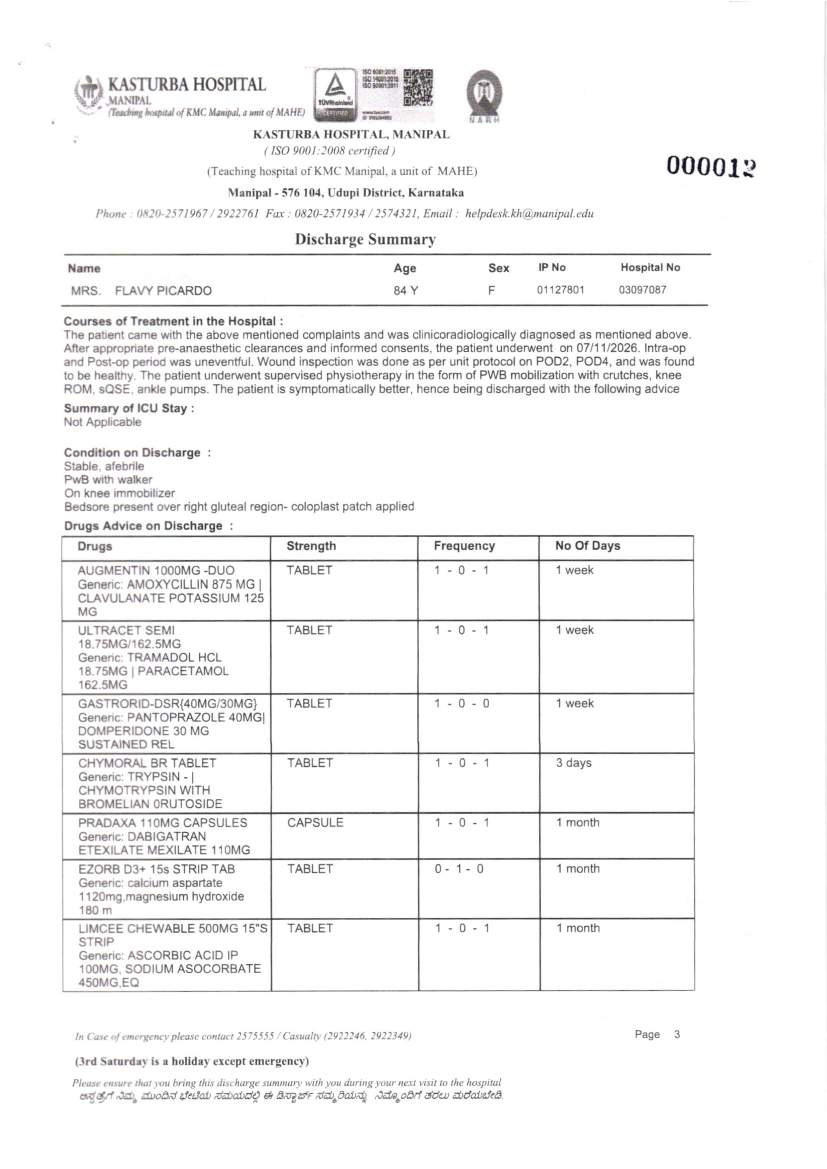 KASTURBA HOSPITAL
MANIPAL
(Teaching hospital of KMC Manipal, a unit of MAHE)
ISO 9001:2015
TÜVRheinland
CERTIFIED
NABH
KASTURBA HOSPITAL, MANIPAL
( ISO 9001:2008 certified )
(Teaching hospital of KMC Manipal, a unit of MAHE)
000012
Manipal - 576 104, Udupi District, Karnataka
Phone : 0820-2571967 / 2922761 Fax : 0820-2571934 / 2574321, Email : helpdesk.kh@manipal.edu
Discharge Summary
Name Age Sex IP No Hospital No
MRS. FLAVY PICARDO 84 Y F 01127801 03097087
Courses of Treatment in the Hospital :
The patient came with the above mentioned complaints and was clinicoradiologically diagnosed as mentioned above.
After appropriate pre-anaesthetic clearances and informed consents, the patient underwent on 07/11/2026. Intra-op
and Post-op period was uneventful. Wound inspection was done as per unit protocol on POD2, POD4, and was found
to be healthy. The patient underwent supervised physiotherapy in the form of PWB mobilization with crutches, knee
ROM, sQSE, ankle pumps. The patient is symptomatically better, hence being discharged with the following advice
Summary of ICU Stay :
Not Applicable
Condition on Discharge :
Stable, afebrile
PwB with walker
On knee immobilizer
Bedsore present over right gluteal region- coloplast patch applied
Drugs Advice on Discharge :
Drugs Strength Frequency No Of Days
AUGMENTIN 1000MG -DUO TABLET 1 - 0 - 1 1 week
Generic: AMOXYCILLIN 875 MG |
CLAVULANATE POTASSIUM 125
MG
ULTRACET SEMI TABLET 1 - 0 - 1 1 week
18.75MG/162.5MG
Generic: TRAMADOL HCL
18.75MG | PARACETAMOL
162.5MG
GASTRORID-DSR{40MG/30MG} TABLET 1 - 0 - 0 1 week
Generic: PANTOPRAZOLE 40MG|
DOMPERIDONE 30 MG
SUSTAINED REL
CHYMORAL BR TABLET TABLET 1 - 0 - 1 3 days
Generic: TRYPSIN - |
CHYMOTRYPSIN WITH
BROMELIAN 0RUTOSIDE
PRADAXA 110MG CAPSULES CAPSULE 1 - 0 - 1 1 month
Generic: DABIGATRAN
ETEXILATE MEXILATE 110MG
EZORB D3+ 15s STRIP TAB TABLET 0 - 1 - 0 1 month
Generic: calcium aspartate
1120mg,magnesium hydroxide
180 m
LIMCEE CHEWABLE 500MG 15"S TABLET 1 - 0 - 1 1 month
STRIP
Generic: ASCORBIC ACID IP
100MG, SODIUM ASOCORBATE
450MG,EQ
In Case of emergency please contact 2575555 / Casualty (2922246, 2922349) Page 3
(3rd Saturday is a holiday except emergency)
Please ensure that you bring this discharge summary with you during your next visit to the hospital
ಆಸ್ಪತ್ರೆಗೆ ನಿಮ್ಮ ಮುಂದಿನ ಭೇಟಿಯ ಸಮಯದಲ್ಲಿ ಈ ಡಿಸ್ಚಾರ್ಜ್ ಸಮ್ಮರಿಯನ್ನು ನಿಮ್ಮೊಂದಿಗೆ ತರಲು ಮರೆಯಬೇಡಿ.